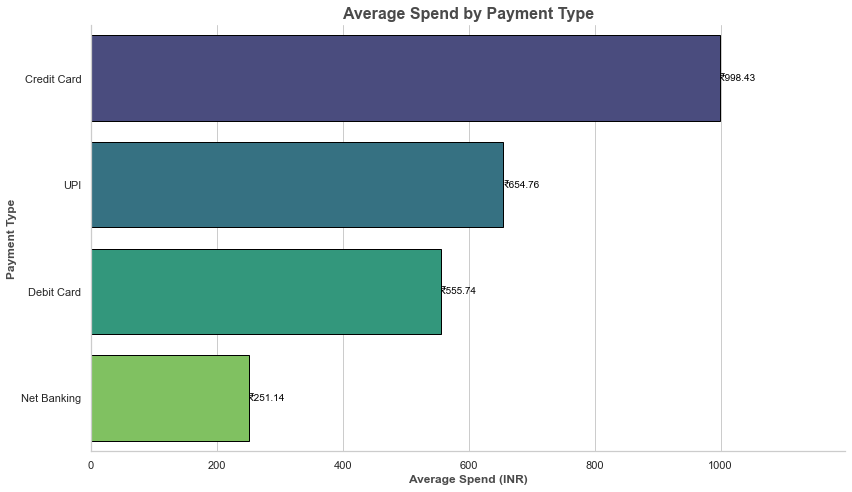 Average Spend by Payment Type
Credit Card
₹998.43
UPI
₹654.76
Debit Card
₹555.74
Net Banking
₹251.14
Payment Type
0 200 400 600 800 1000
Average Spend (INR)